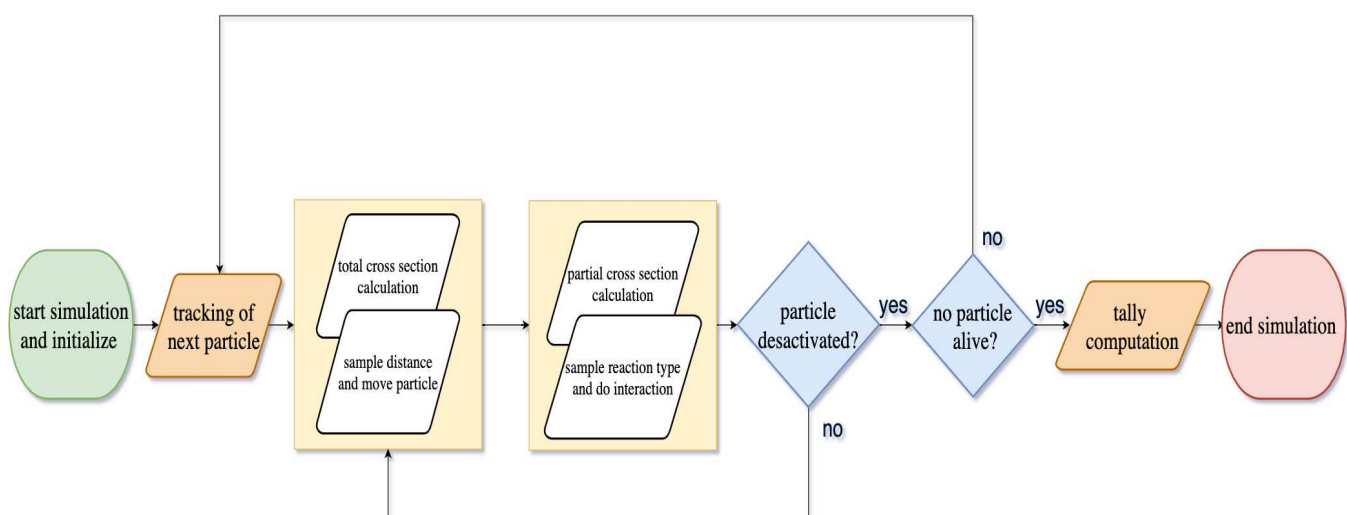 start simulation
and initialize
tracking of
next particle
total cross section
calculation
sample distance
and move particle
partial cross section
calculation
sample reaction type
and do interaction
particle
desactivated?
yes
no
no particle
alive?
no
yes
tally
computation
end simulation